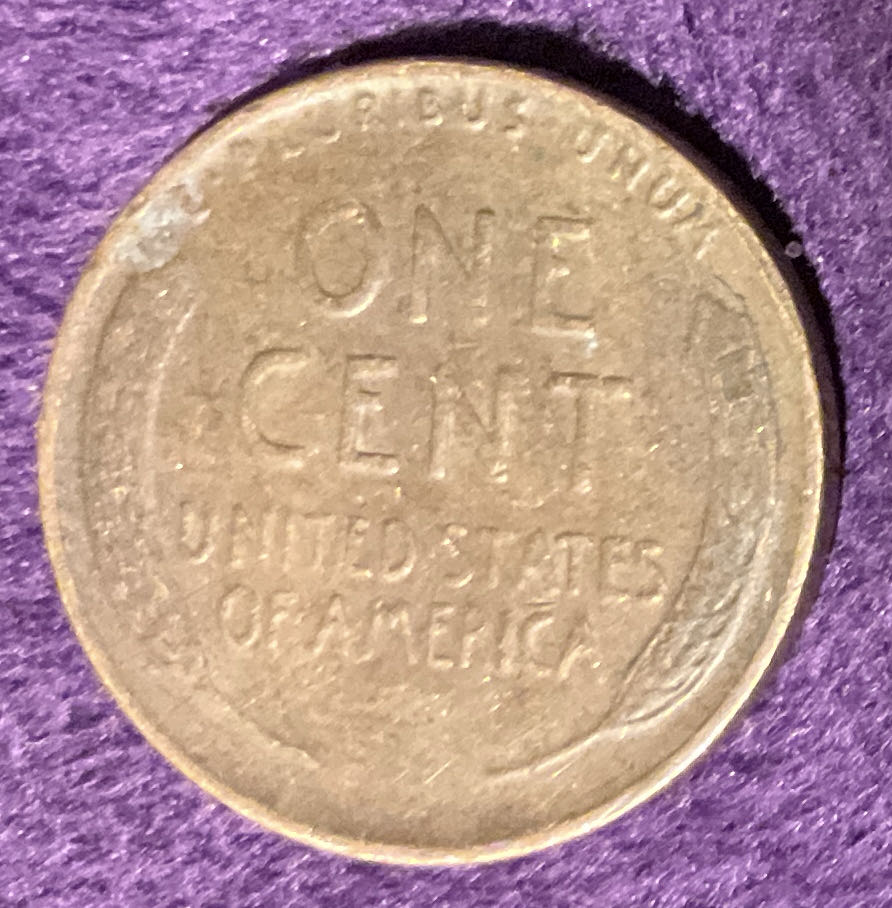 PLURIBUS UNUM
ONE
CENT
UNITED STATES
OF AMERICA